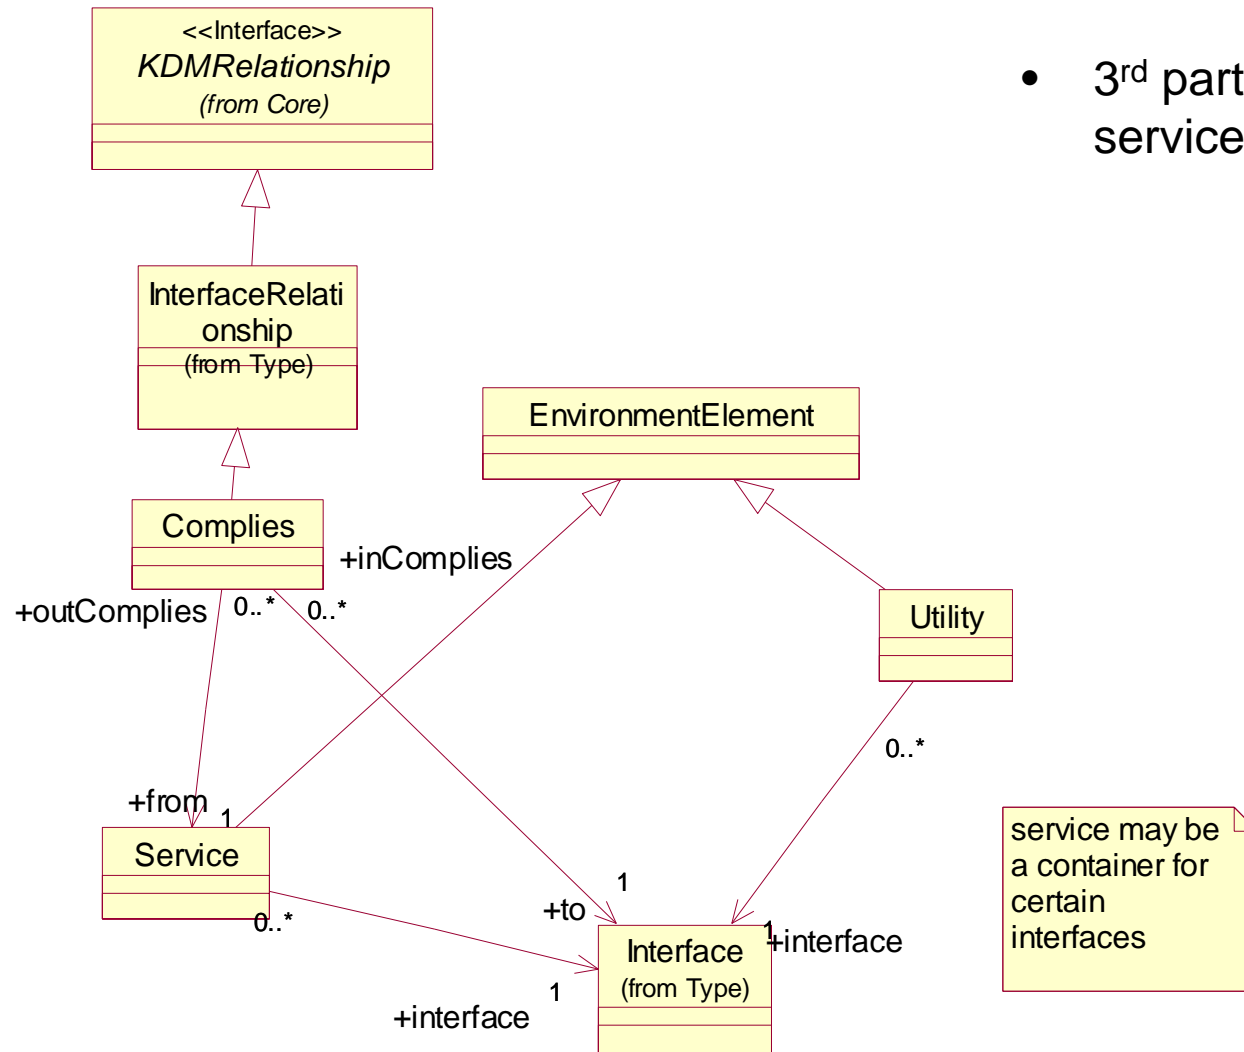 <<Interface>>
KDMRelationship
(from Core)
• 3rd part
service
InterfaceRelati
onship
(from Type)
EnvironmentElement
Complies
+inComplies
+outComplies
0..*
0..*
Utility
0..*
+from
1
Service
0..*
1
+to
1
+interface
Interface
(from Type)
1
+interface
service may be
a container for
certain
interfaces